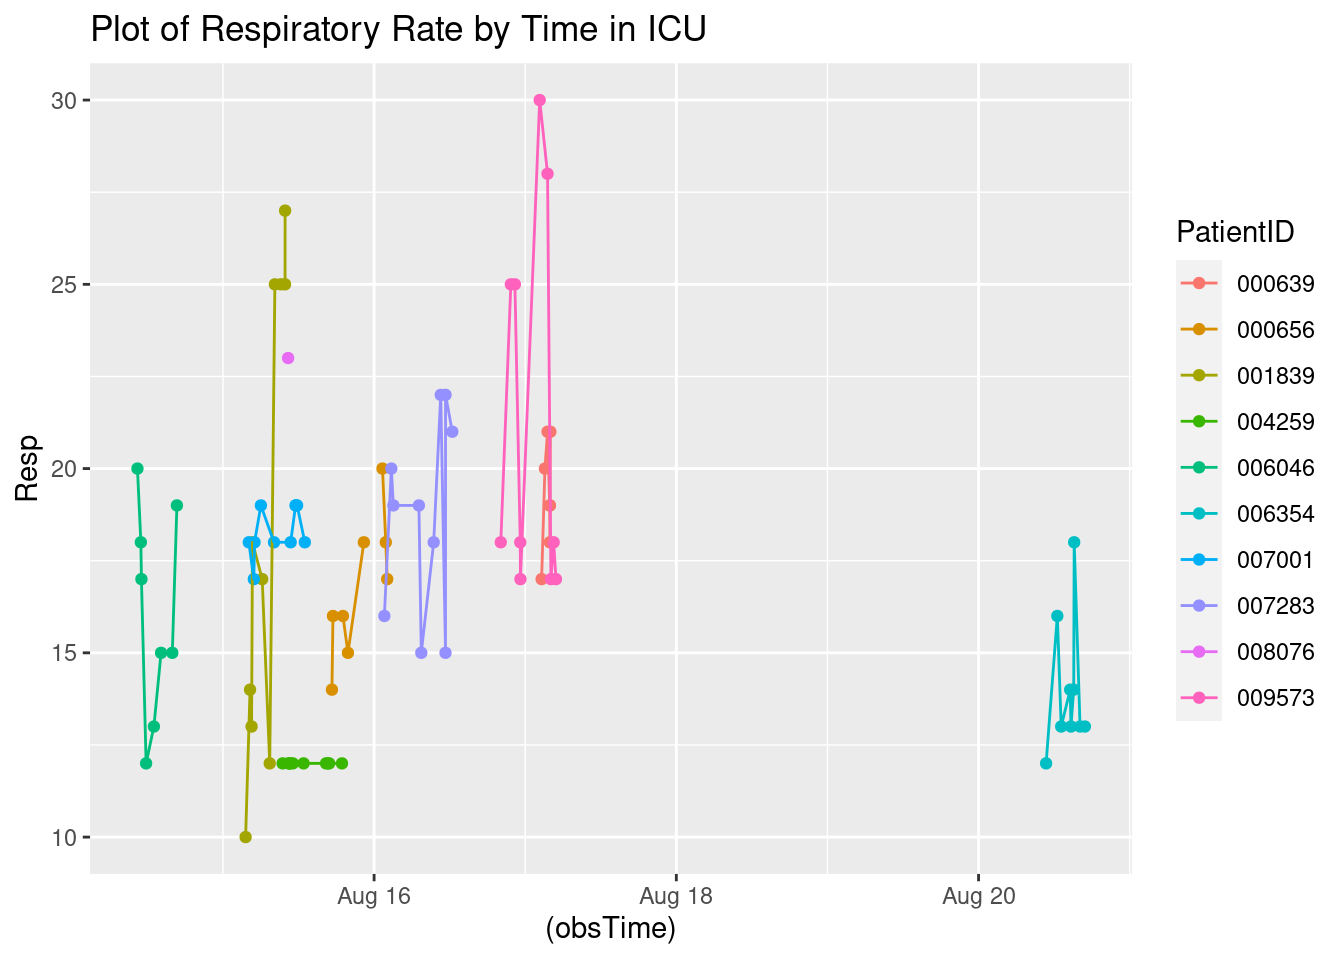 Plot of Respiratory Rate by Time in ICU
30
25
20
15
10
Resp
Aug 16
Aug 18
Aug 20
(obsTime)
PatientID
000639
000656
001839
004259
006046
006354
007001
007283
008076
009573